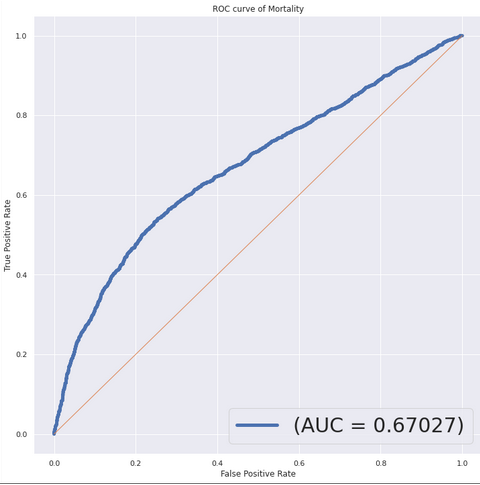 ROC curve of Mortality
1.0
0.8
0.6
0.4
0.2
0.0
True Positive Rate
(AUC = 0.67027)
0.0 0.2 0.4 0.6 0.8 1.0
False Positive Rate